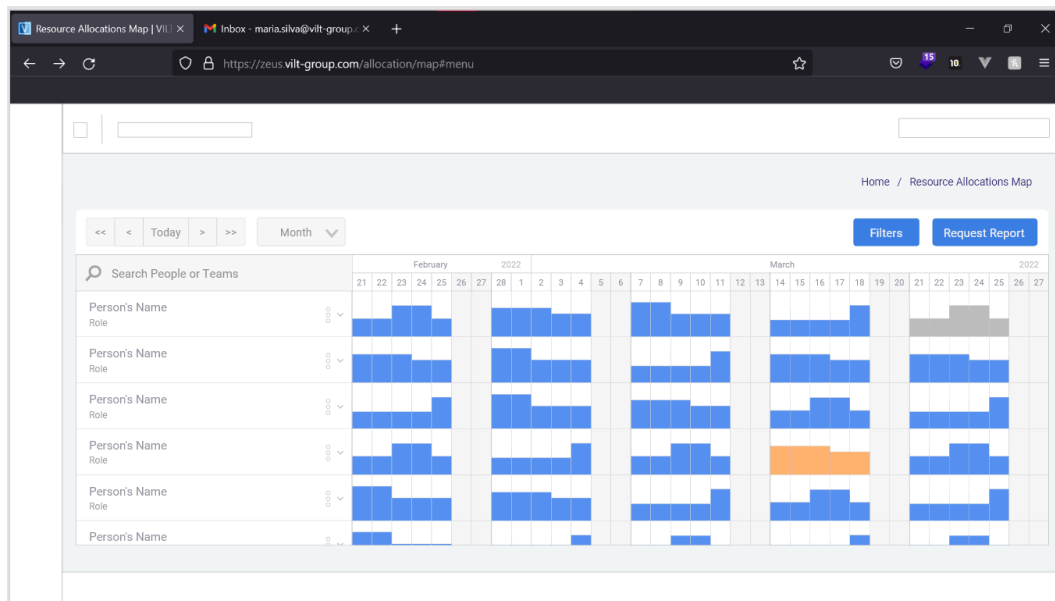 Resource Allocations Map | VIL
Inbox - maria.silva@vilt-group.c
https://zeus.vilt-group.com/allocation/map#menu
15
10.
Home / Resource Allocations Map
<< < Today > >> Month
Filters Request Report
Search People or Teams
February 2022 March 2022
21 22 23 24 25 26 27 28 1 2 3 4 5 6 7 8 9 10 11 12 13 14 15 16 17 18 19 20 21 22 23 24 25 26 27
Person's Name
Role
Person's Name
Role
Person's Name
Role
Person's Name
Role
Person's Name
Role
Person's Name